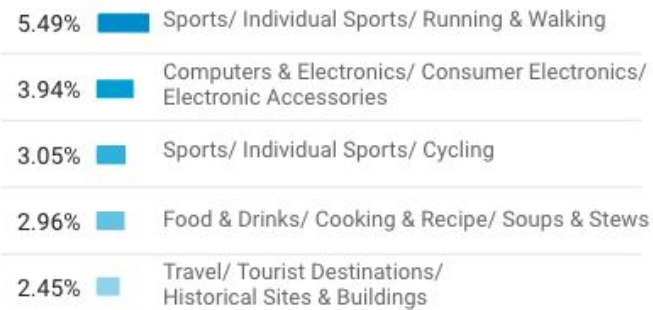 5.49% Sports/ Individual Sports/ Running & Walking
3.94% Computers & Electronics/ Consumer Electronics/
Electronic Accessories
3.05% Sports/ Individual Sports/ Cycling
2.96% Food & Drinks/ Cooking & Recipe/ Soups & Stews
2.45% Travel/ Tourist Destinations/
Historical Sites & Buildings